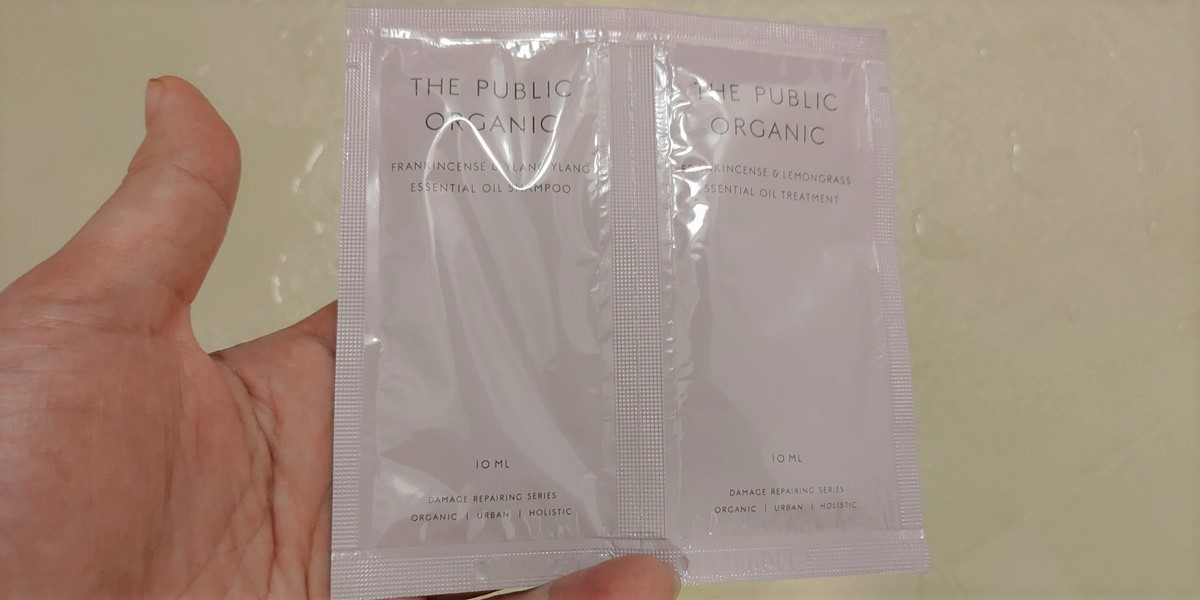 THE PUBLIC
ORGANIC
FRANKINCENSE & YLANG YLANG
ESSENTIAL OIL SHAMPOO
10 ML
DAMAGE REPAIRING SERIES
ORGANIC | URBAN | HOLISTIC
THE PUBLIC
ORGANIC
FRANKINCENSE & LEMONGRASS
ESSENTIAL OIL TREATMENT
10 ML
DAMAGE REPAIRING SERIES
ORGANIC | URBAN | HOLISTIC